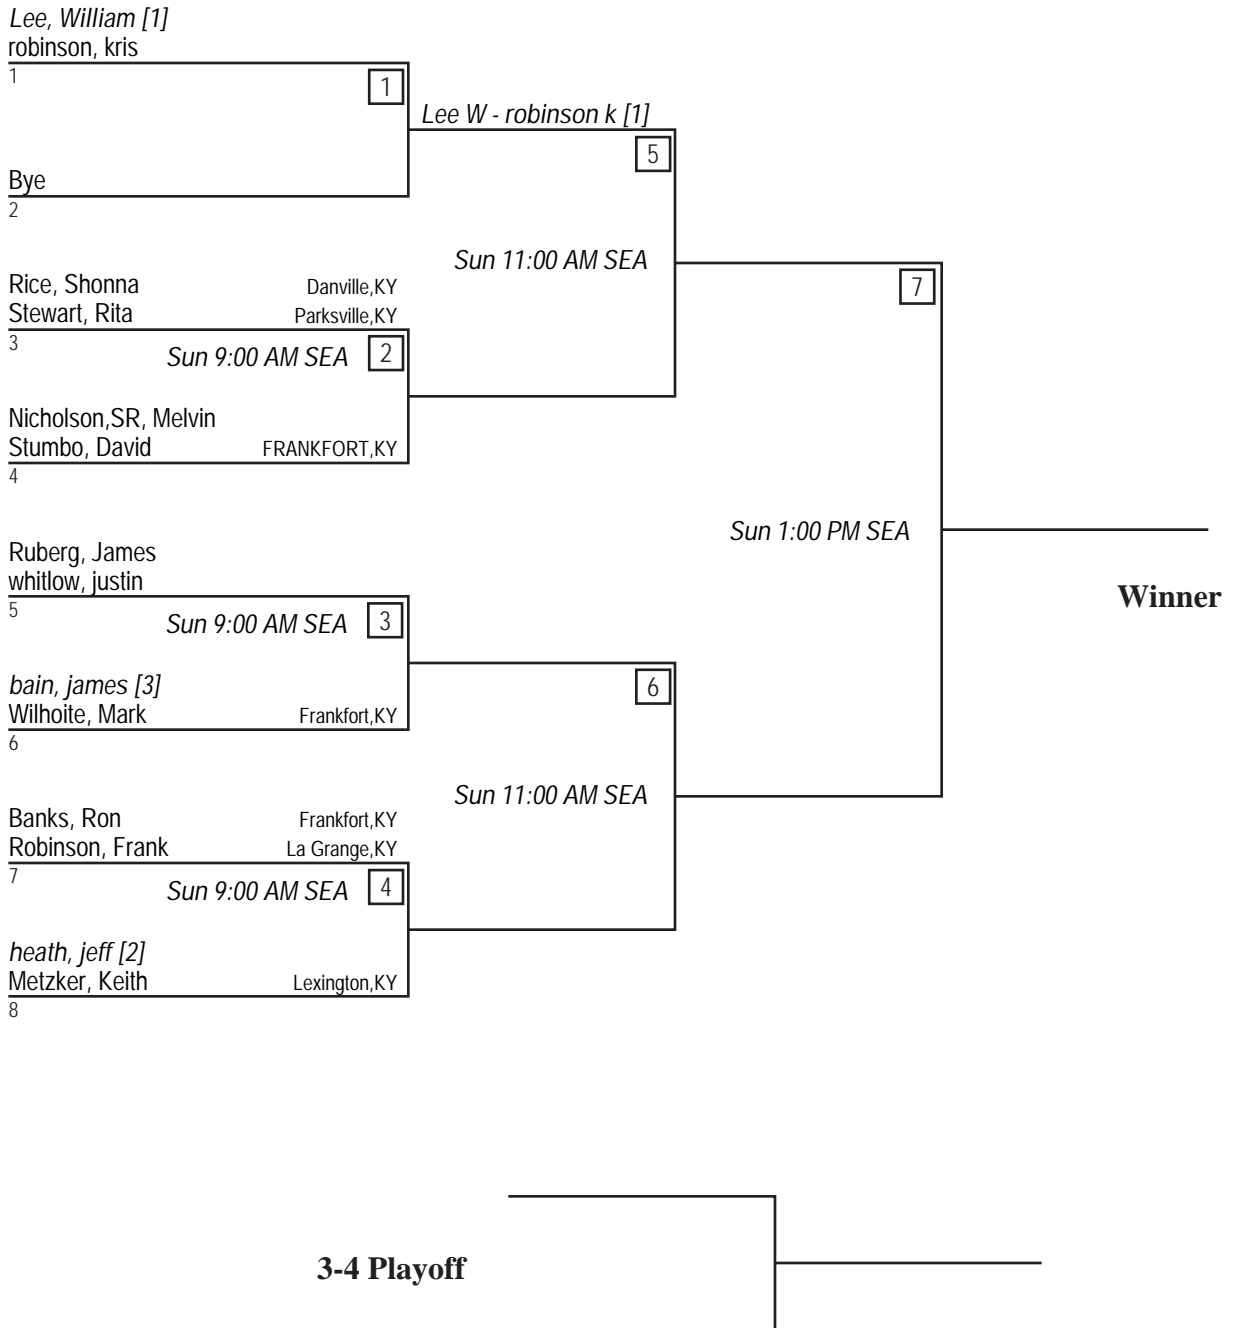 Lee, William [1]
robinson, kris
1
1
Lee W - robinson k [1]
5
Bye
2
Sun 11:00 AM SEA
7
Rice, Shonna Danville,KY
Stewart, Rita Parksville,KY
3
Sun 9:00 AM SEA 2
Nicholson,SR, Melvin
Stumbo, David FRANKFORT,KY
4
Sun 1:00 PM SEA
Winner
Ruberg, James
whitlow, justin
5
Sun 9:00 AM SEA 3
bain, james [3]
Wilhoite, Mark Frankfort,KY
6
6
Sun 11:00 AM SEA
Banks, Ron Frankfort,KY
Robinson, Frank La Grange,KY
7
Sun 9:00 AM SEA 4
heath, jeff [2]
Metzker, Keith Lexington,KY
8
3-4 Playoff